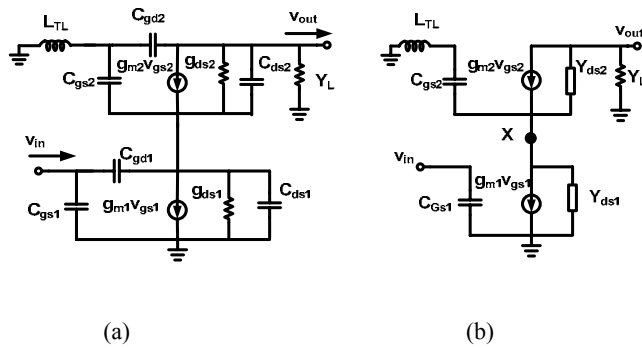 L_TL
C_gd2
v_out
C_gs2
g_m2v_gs2
g_ds2
C_ds2
Y_L
v_in
C_gd1
C_gs1
g_m1v_gs1
g_ds1
C_ds1
(a)
L_TL
v_out
C_gs2
g_m2v_gs2
Y_ds2
Y_L
X
v_in
C_Gs1
g_m1v_gs1
Y_ds1
(b)